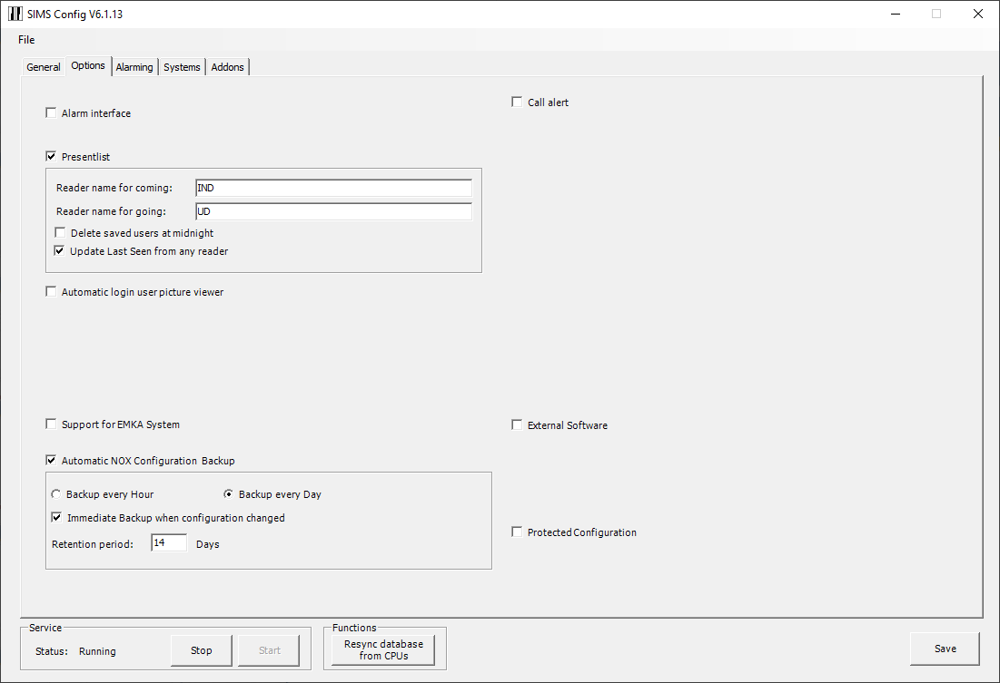 SIMS Config V6.1.13
File
General Options Alarming Systems Addons
Alarm interface
Call alert
Presentlist
Reader name for coming: IND
Reader name for going: UD
Delete saved users at midnight
Update Last Seen from any reader
Automatic login user picture viewer
Support for EMKA System
External Software
Automatic NOX Configuration Backup
Backup every Hour Backup every Day
Immediate Backup when configuration changed
Protected Configuration
Retention period: 14 Days
Service
Status: Running Stop Start
Functions
Resync database
from CPUs
Save